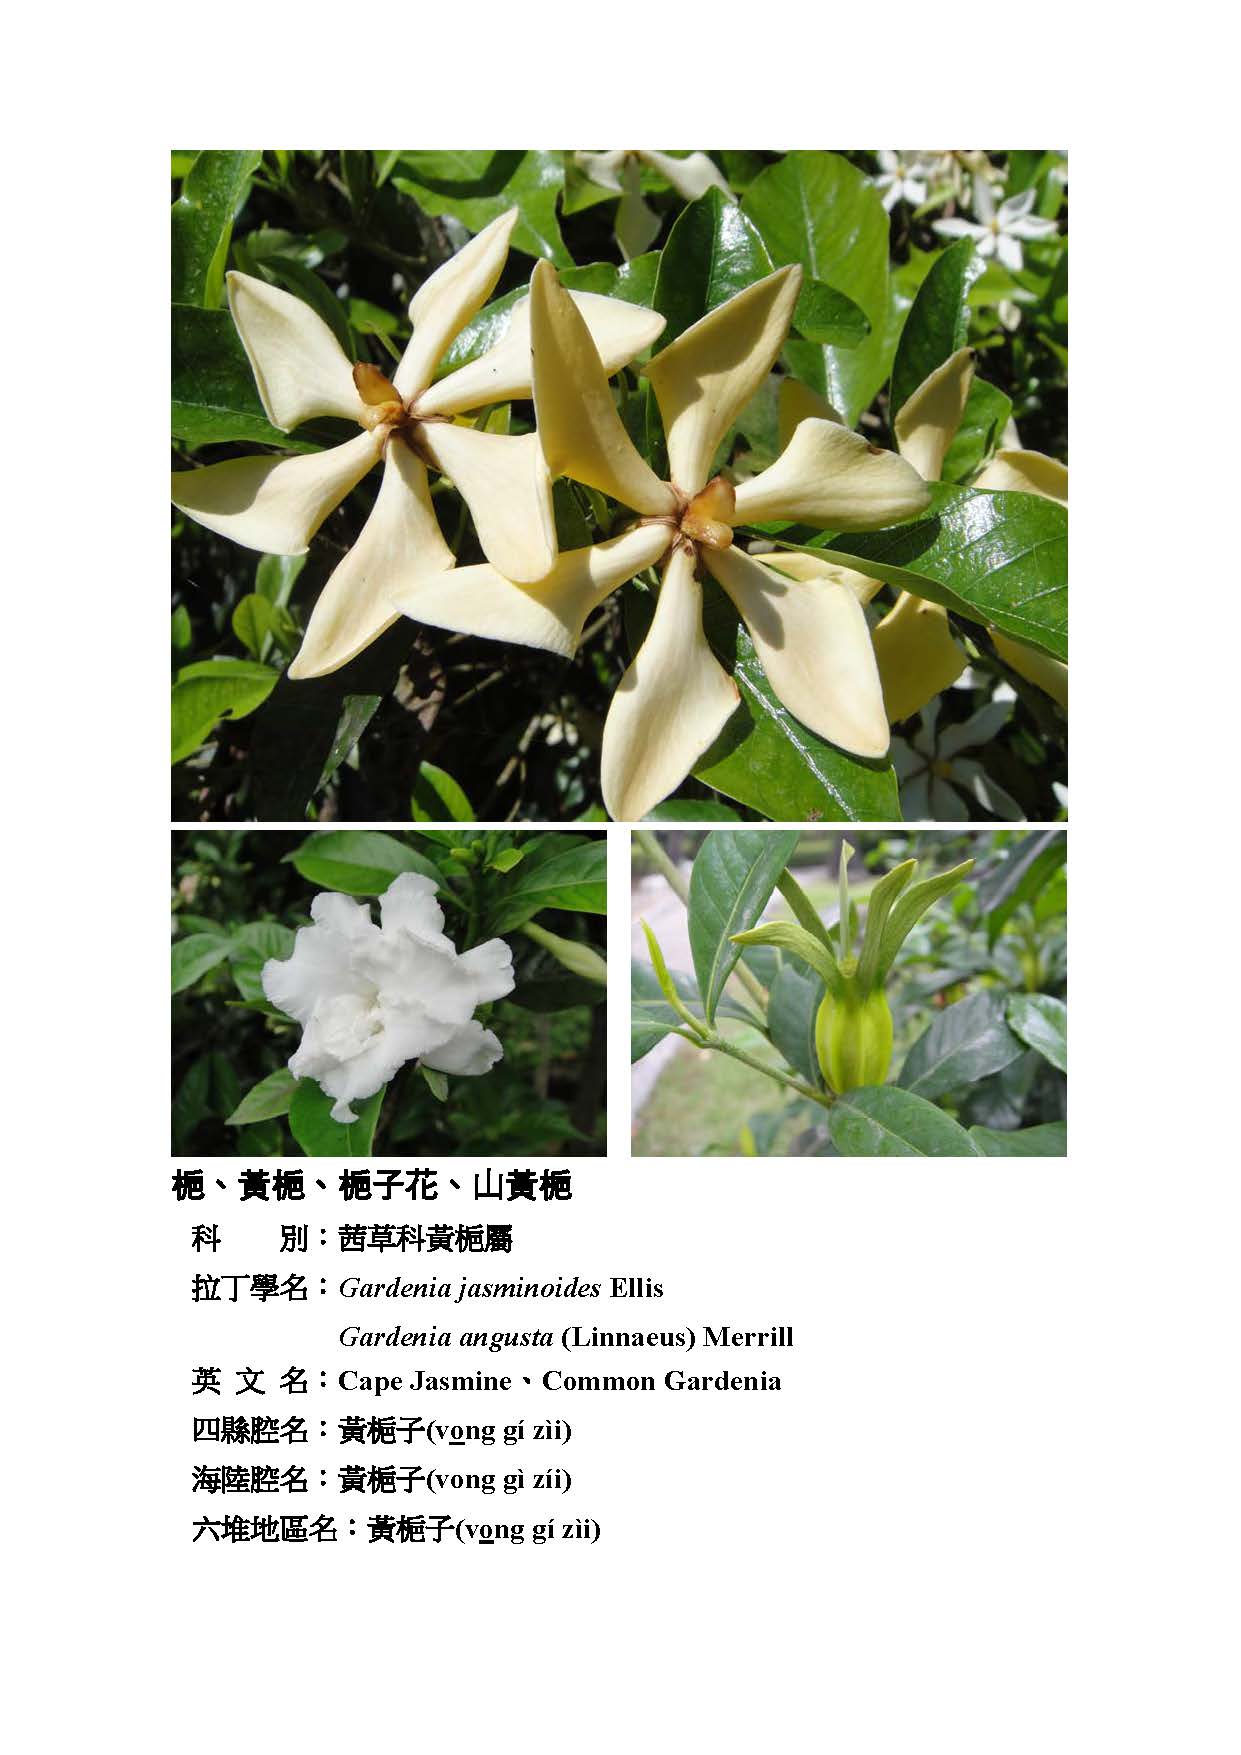 梔、黃梔、梔子花、山黃梔
科　　別：茜草科黃梔屬
拉丁學名：Gardenia jasminoides Ellis
Gardenia angusta (Linnaeus) Merrill
英 文 名：Cape Jasmine、Common Gardenia
四縣腔名：黃梔子(vong gí zìi)
海陸腔名：黃梔子(vong gì zíi)
六堆地區名：黃梔子(vong gí zìi)